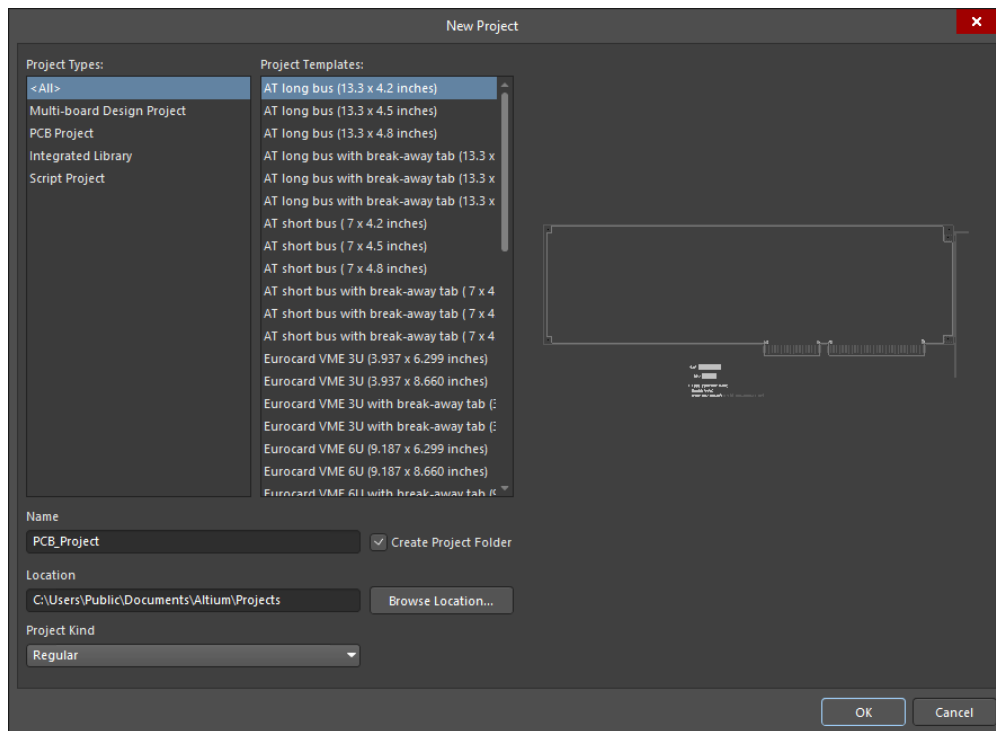 New Project
Project Types:
<All>
Multi-board Design Project
PCB Project
Integrated Library
Script Project
Project Templates:
AT long bus (13.3 x 4.2 inches)
AT long bus (13.3 x 4.5 inches)
AT long bus (13.3 x 4.8 inches)
AT long bus with break-away tab (13.3 x
AT long bus with break-away tab (13.3 x
AT long bus with break-away tab (13.3 x
AT short bus ( 7 x 4.2 inches)
AT short bus ( 7 x 4.5 inches)
AT short bus ( 7 x 4.8 inches)
AT short bus with break-away tab ( 7 x 4
AT short bus with break-away tab ( 7 x 4
AT short bus with break-away tab ( 7 x 4
Eurocard VME 3U (3.937 x 6.299 inches)
Eurocard VME 3U (3.937 x 8.660 inches)
Eurocard VME 3U with break-away tab (
Eurocard VME 3U with break-away tab (
Eurocard VME 6U (9.187 x 6.299 inches)
Eurocard VME 6U (9.187 x 8.660 inches)
Eurocard VME 6U with break-away tab (
Name
PCB_Project
Create Project Folder
Location
C:\Users\Public\Documents\Altium\Projects
Browse Location...
Project Kind
Regular
OK
Cancel